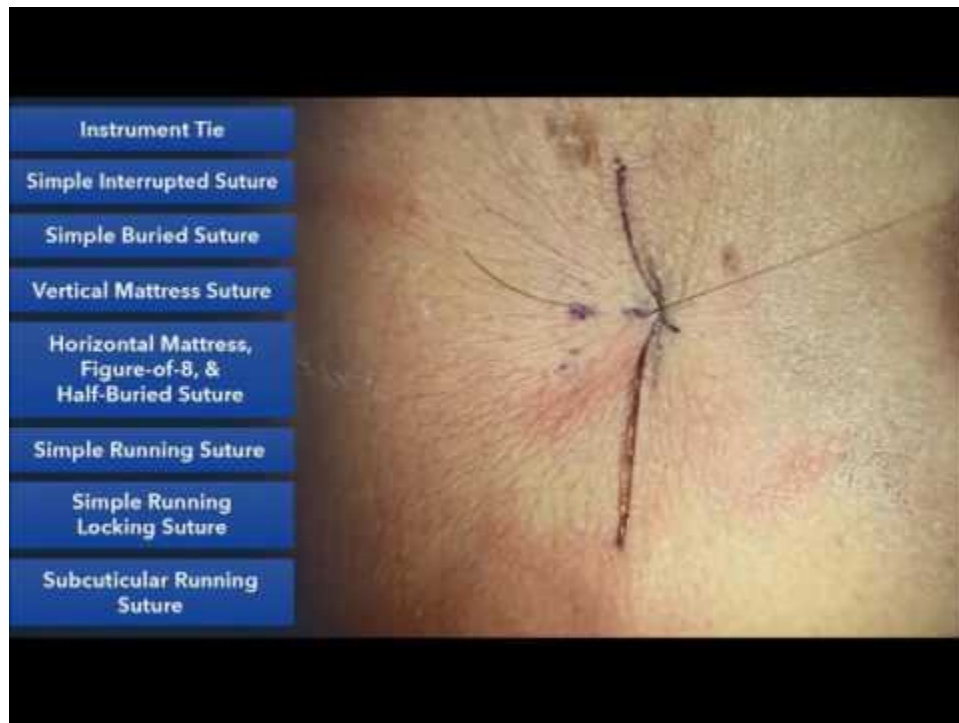 Instrument Tie
Simple Interrupted Suture
Simple Buried Suture
Vertical Mattress Suture
Horizontal Mattress,
Figure-of-8, &
Half-Buried Suture
Simple Running Suture
Simple Running
Locking Suture
Subcuticular Running
Suture